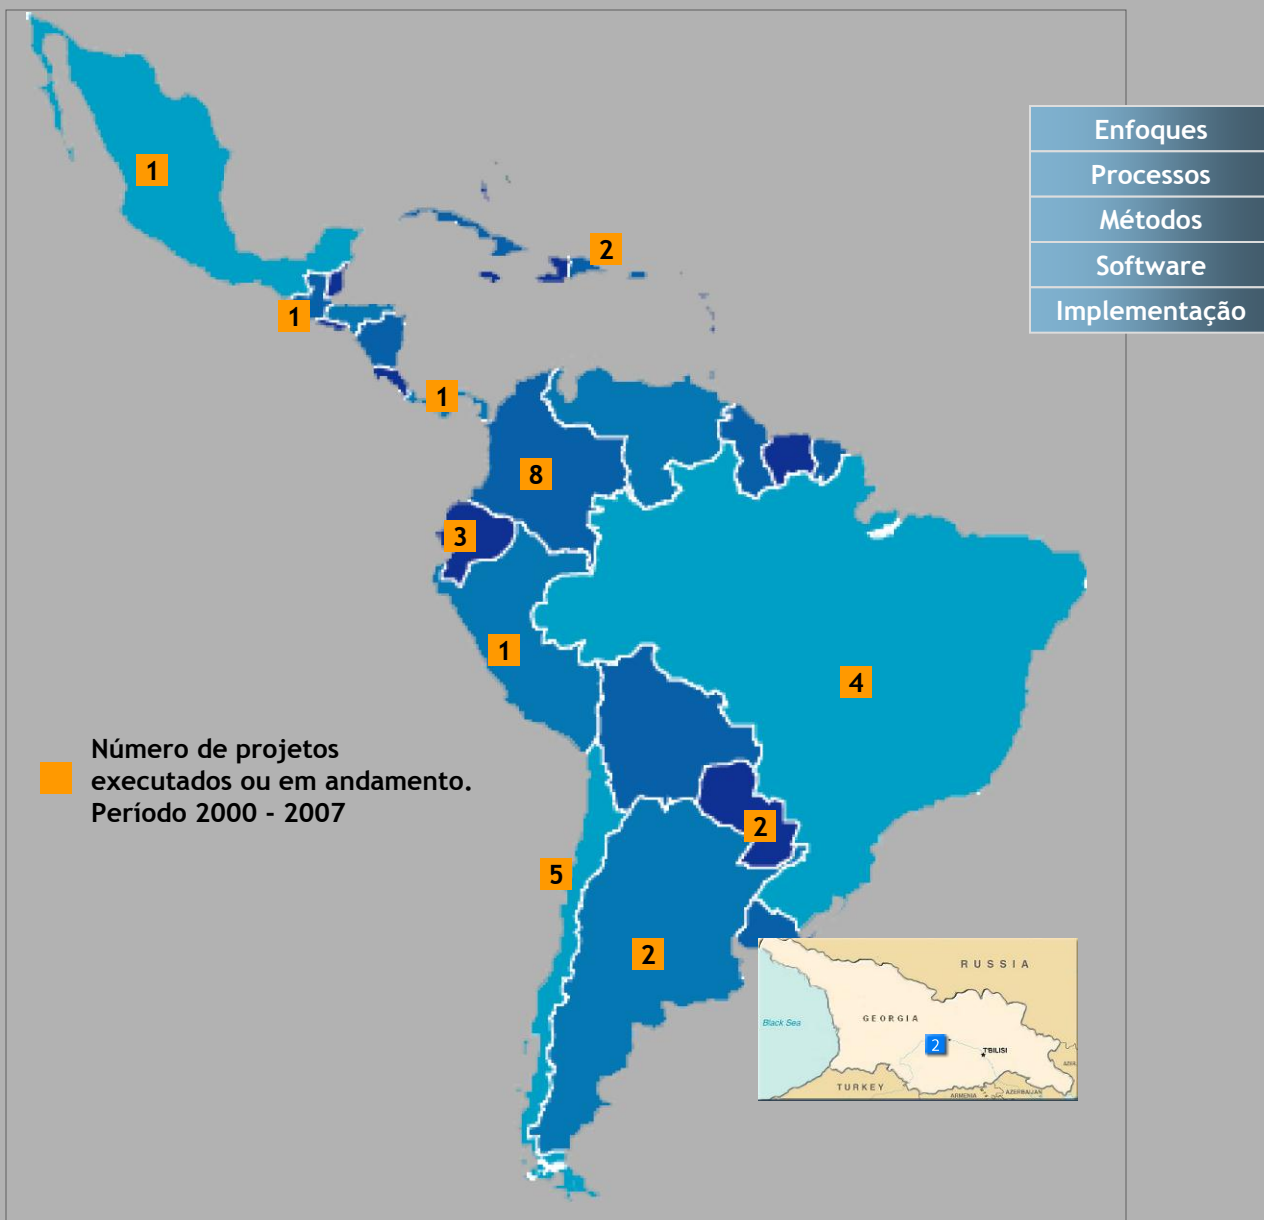 Enfoques
Processos
Métodos
Software
Implementação
1
2
1
1
8
3
1
4
Número de projetos
executados ou em andamento.
Período 2000 - 2007
2
5
2
RUSSIA
GEORGIA
Black Sea
2
TBILISI
TURKEY
ARMENIA
AZERBAIJAN